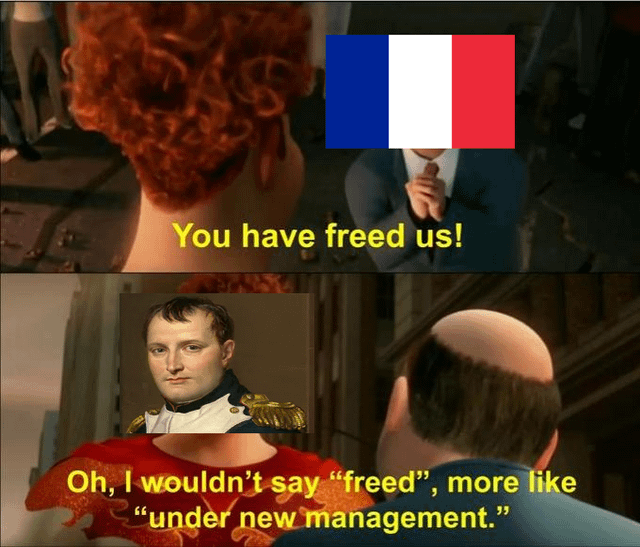 You have freed us!
Oh, I wouldn’t say “freed”, more like
“under new management.”